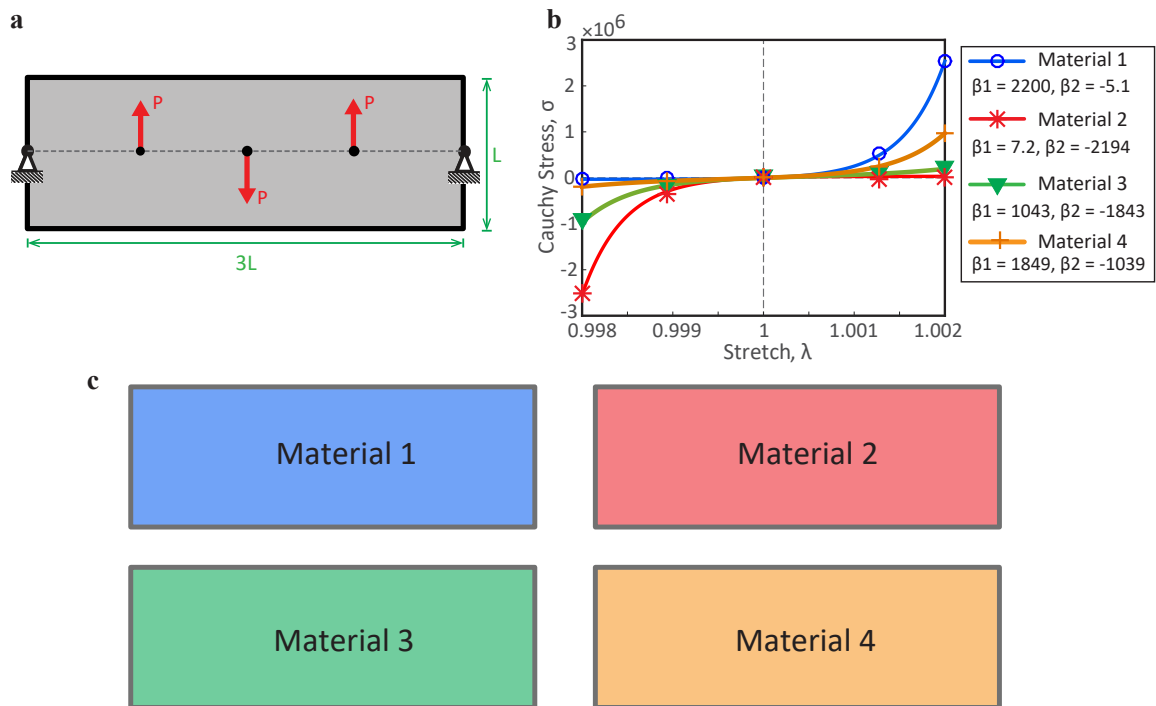 a
P
P
P
L
3L
b
×10⁶
3
2
1
0
-1
-2
-3
0.998
0.999
1
1.001
1.002
Cauchy Stress, σ
Stretch, λ
Material 1
β1 = 2200, β2 = -5.1
Material 2
β1 = 7.2, β2 = -2194
Material 3
β1 = 1043, β2 = -1843
Material 4
β1 = 1849, β2 = -1039
c
Material 1
Material 2
Material 3
Material 4